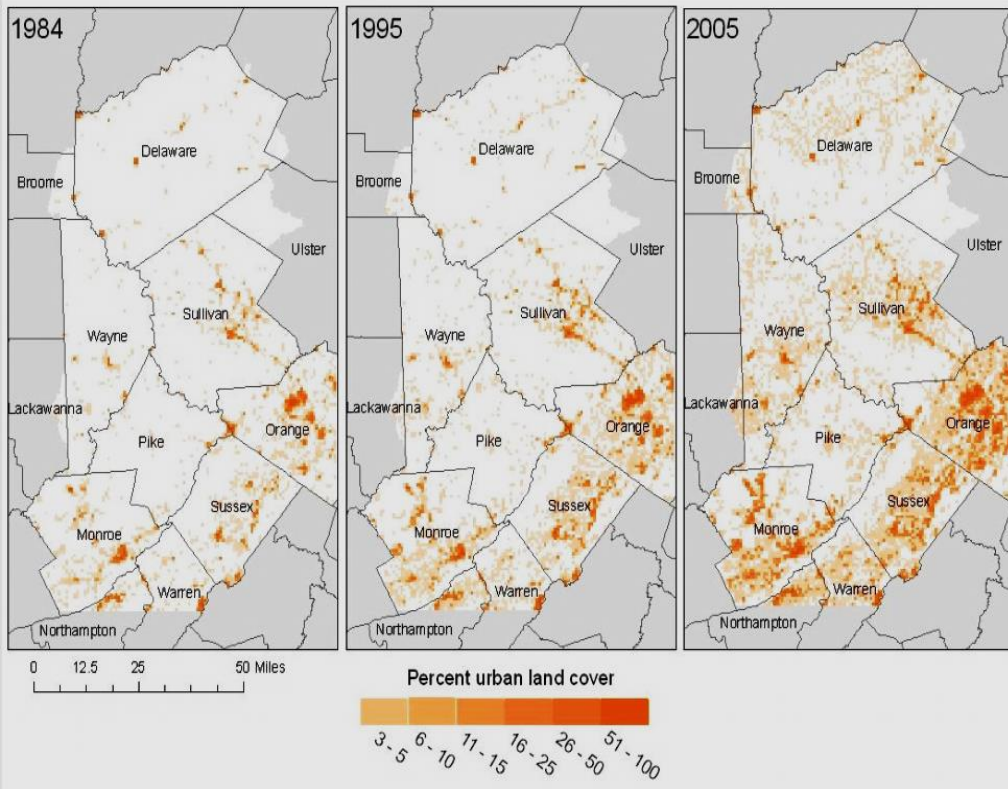 1984
Delaware
Broome
Ulster
Sullivan
Wayne
Lackawanna
Pike
Orange
Sussex
Monroe
Warren
Northampton
1995
Delaware
Broome
Ulster
Sullivan
Wayne
Lackawanna
Pike
Orange
Sussex
Monroe
Warren
Northampton
2005
Delaware
Broome
Ulster
Sullivan
Wayne
Lackawanna
Pike
Orange
Sussex
Monroe
Warren
Northampton
0 12.5 25 50 Miles
Percent urban land cover
3 - 5 6 - 10 11 - 15 16 - 25 26 - 50 51 - 100